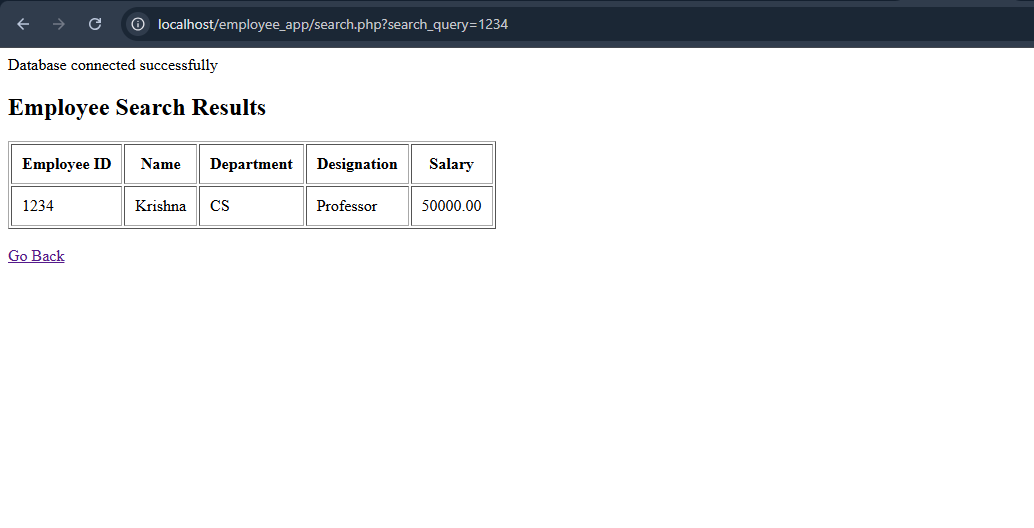 localhost/employee_app/search.php?search_query=1234
Database connected successfully
Employee Search Results
Employee ID Name Department Designation Salary
1234 Krishna CS Professor 50000.00
Go Back